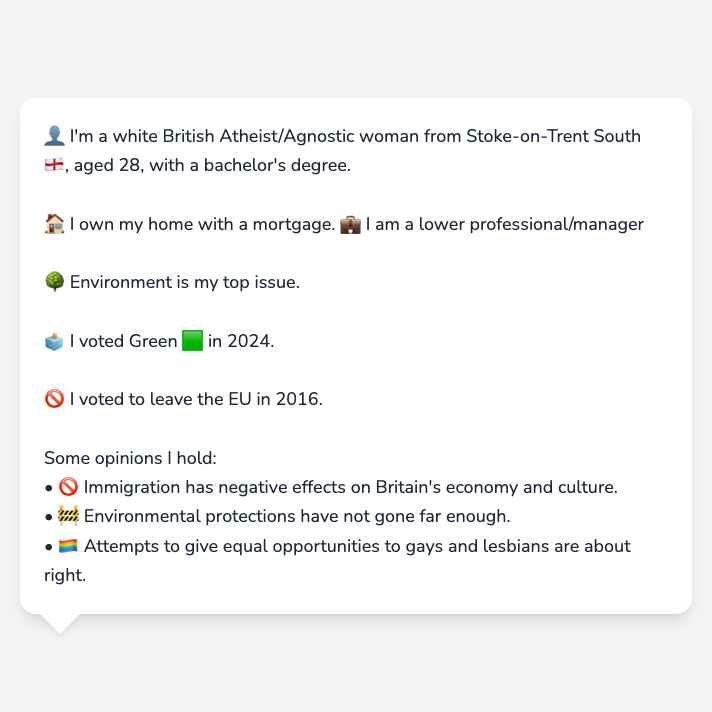 👤 I'm a white British Atheist/Agnostic woman from Stoke-on-Trent South
🏴󠁧󠁢󠁥󠁮󠁧󠁿, aged 28, with a bachelor's degree.
🏠 I own my home with a mortgage. 💼 I am a lower professional/manager
🌳 Environment is my top issue.
🗳️ I voted Green 🟩 in 2024.
🚫 I voted to leave the EU in 2016.
Some opinions I hold:
• 🚫 Immigration has negative effects on Britain's economy and culture.
• 🚧 Environmental protections have not gone far enough.
• 🏳️‍🌈 Attempts to give equal opportunities to gays and lesbians are about
right.